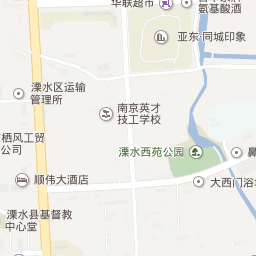 华联超市
氨基酸酒
亚东·同城印象
溧水区运输
管理所
南京英才
技工学校
栖风工贸
公司
溧水西苑公园
顺伟大酒店
大西门浴
溧水县基督教
中心堂